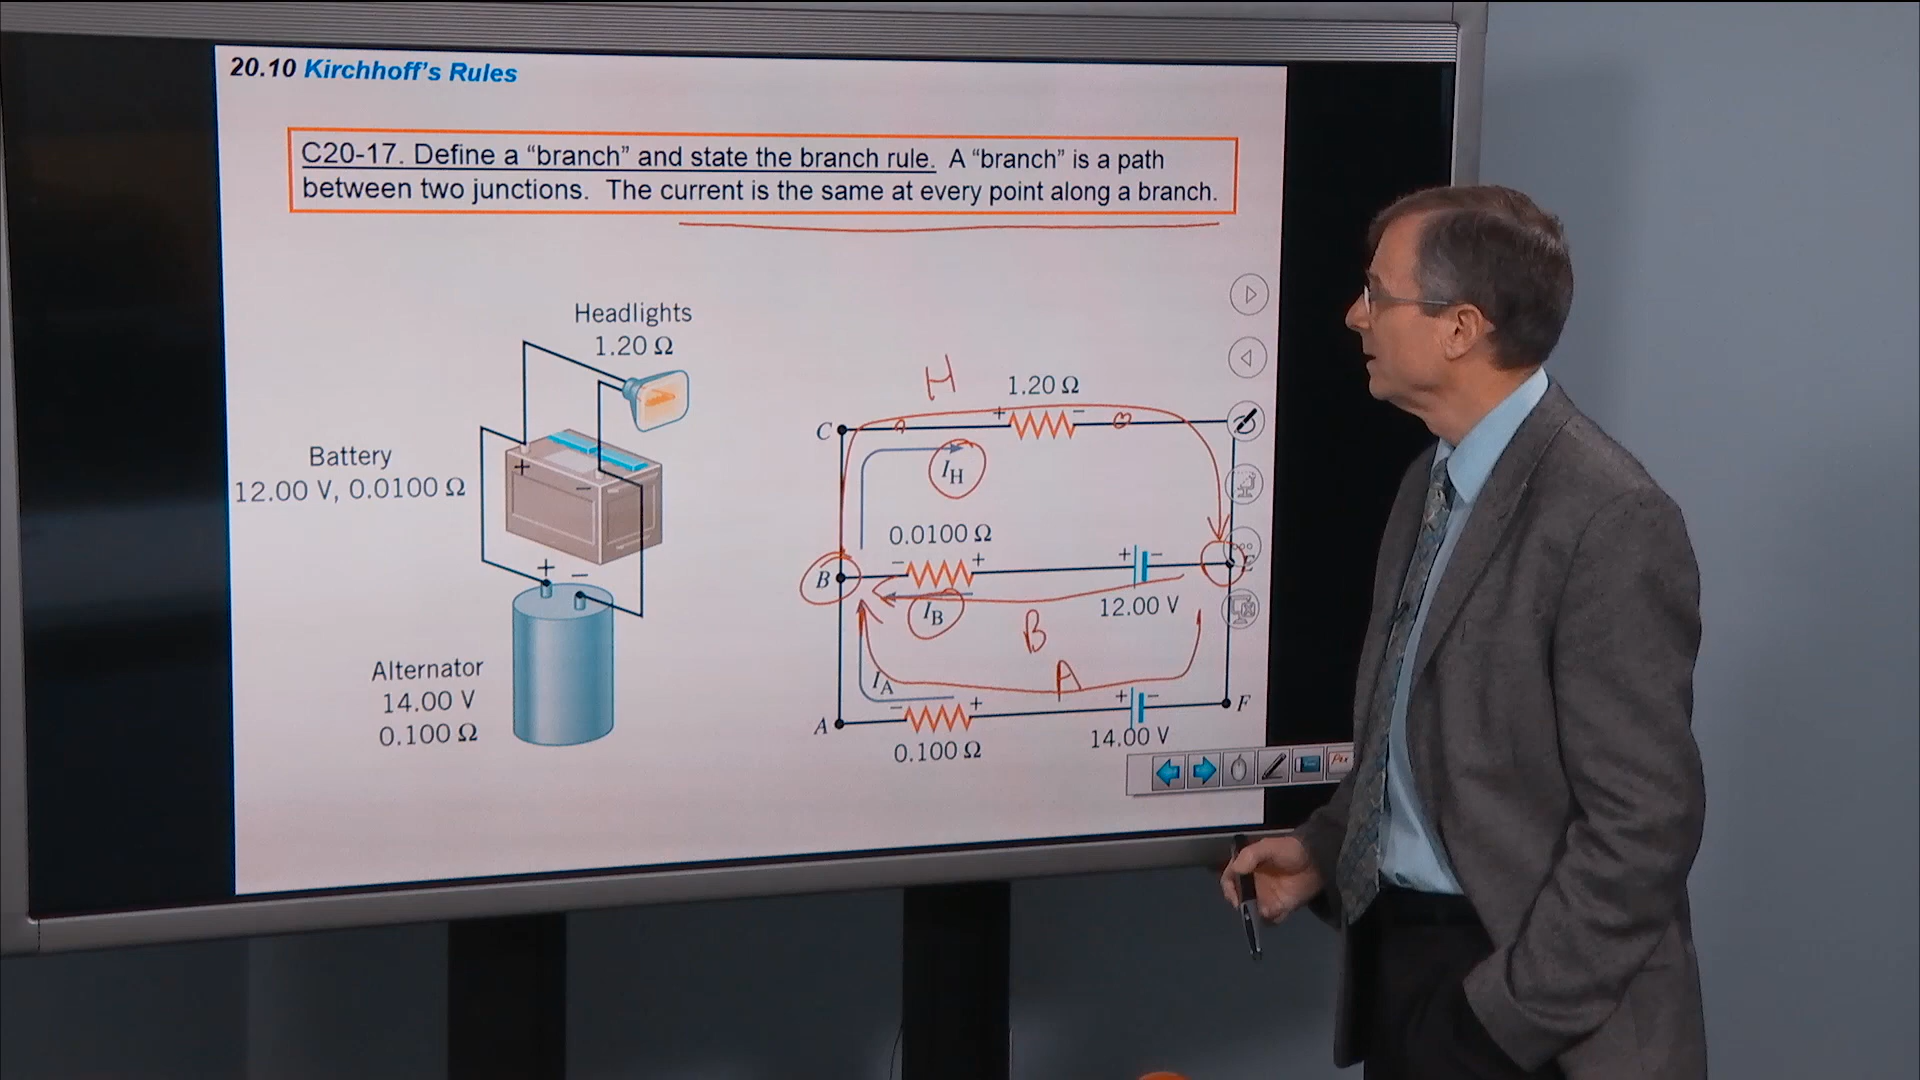 20.10 Kirchhoff's Rules
C20-17. Define a “branch” and state the branch rule. A “branch” is a path
between two junctions. The current is the same at every point along a branch.
Headlights
1.20 Ω
Battery
12.00 V, 0.0100 Ω
+
−
+ −
Alternator
14.00 V
0.100 Ω
H
1.20 Ω
C
+ −
I_H
0.0100 Ω
B
− +
+ −
E
I_B
12.00 V
B
A
I_A
− +
+ −
A
F
0.100 Ω
14.00 V